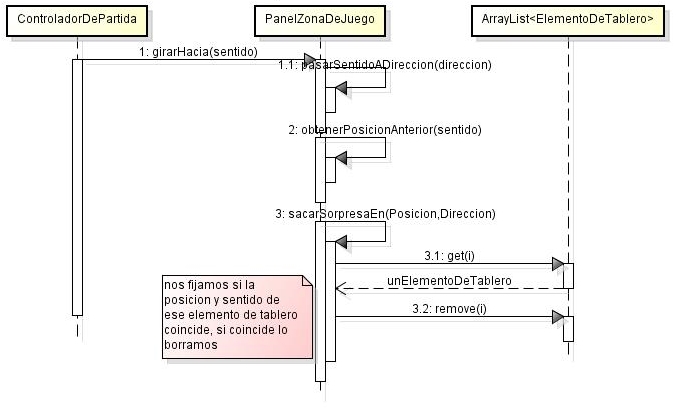 ControladorDePartida
PanelZonaDeJuego
ArrayList<ElementoDeTablero>
1: girarHacia(sentido)
1.1: pasarSentidoADireccion(direccion)
2: obtenerPosicionAnterior(sentido)
3: sacarSorpresaEn(Posicion,Direccion)
3.1: get(i)
unElementoDeTablero
3.2: remove(i)
nos fijamos si la
posicion y sentido de
ese elemento de tablero
coincide, si coincide lo
borramos